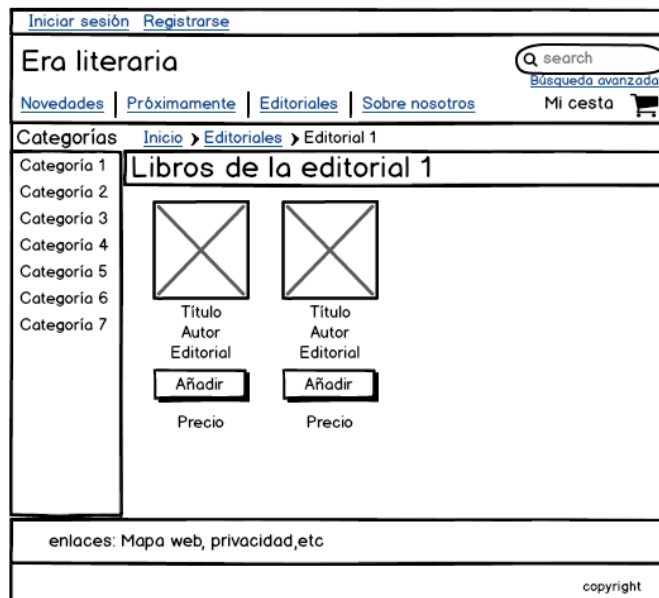 Iniciar sesión Registrarse
Era literaria
search
Búsqueda avanzada
Novedades Próximamente Editoriales Sobre nosotros
Mi cesta
Categorías
Inicio > Editoriales > Editorial 1
Categoría 1
Categoría 2
Categoría 3
Categoría 4
Categoría 5
Categoría 6
Categoría 7
Libros de la editorial 1
Título
Autor
Editorial
Añadir
Precio
Título
Autor
Editorial
Añadir
Precio
enlaces: Mapa web, privacidad,etc
copyright